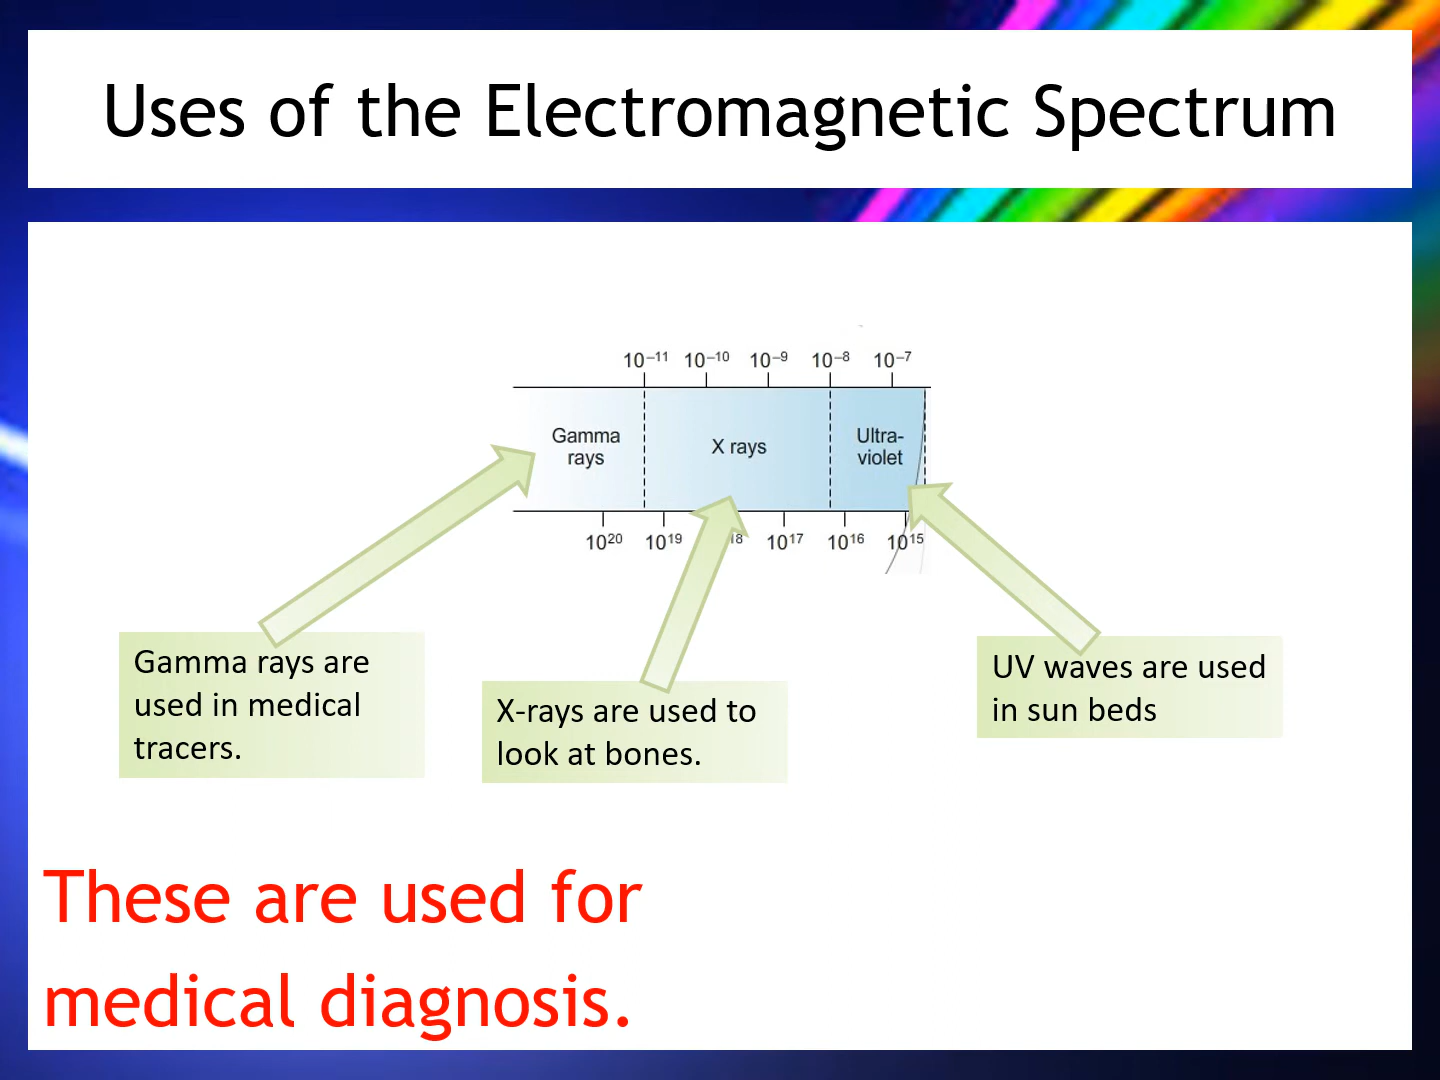 Uses of the Electromagnetic Spectrum
10⁻¹¹ 10⁻¹⁰ 10⁻⁹ 10⁻⁸ 10⁻⁷
Gamma
rays
X rays
Ultra-
violet
10²⁰ 10¹⁹ ¹⁸ 10¹⁷ 10¹⁶ 10¹⁵
Gamma rays are
used in medical
tracers.
X-rays are used to
look at bones.
UV waves are used
in sun beds
These are used for
medical diagnosis.